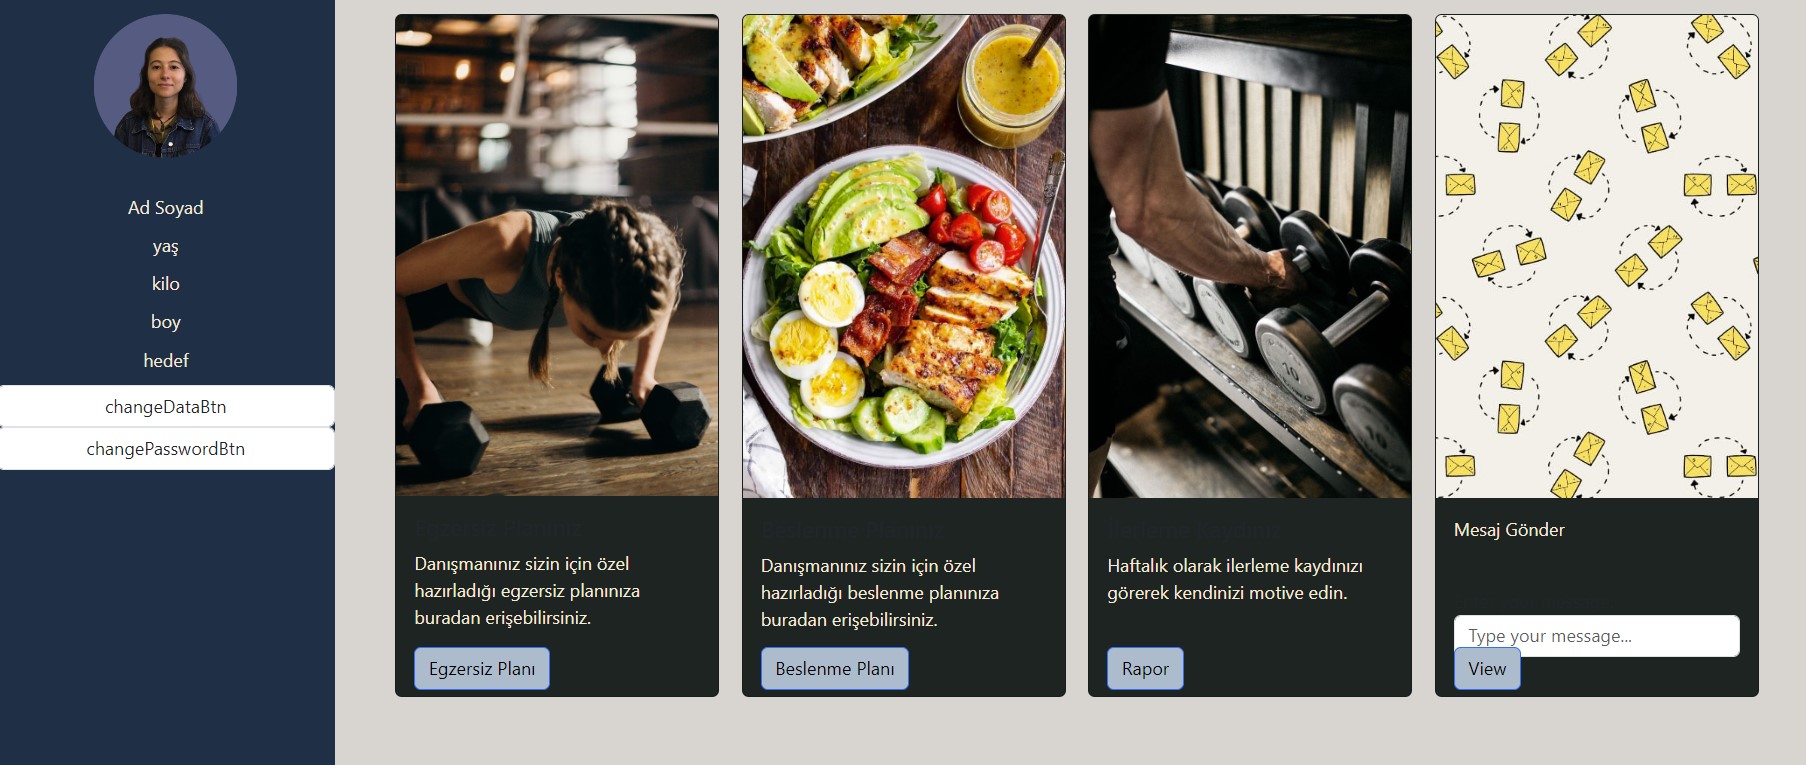 Ad Soyad
yaş
kilo
boy
hedef
changeDataBtn
changePasswordBtn
Egzersiz Planınız
Danışmanınız sizin için özel
hazırladığı egzersiz planınıza
buradan erişebilirsiniz.
Egzersiz Planı
Beslenme Planınız
Danışmanınız sizin için özel
hazırladığı beslenme planınıza
buradan erişebilirsiniz.
Beslenme Planı
İlerleme Kaydınız
Haftalık olarak ilerleme kaydınızı
görerek kendinizi motive edin.
Rapor
Mesaj Gönder
Type your message...
View